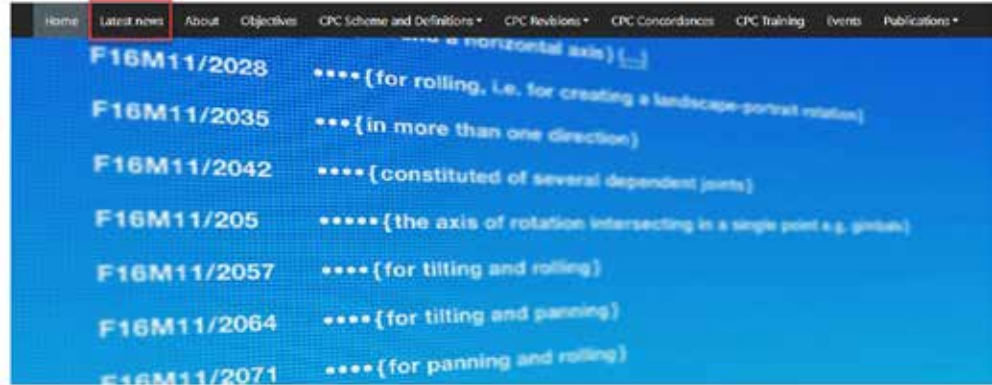 Home Latest news About Objectives CPC Scheme and Definitions CPC Revisions CPC Concordances CPC Training Events Publications
and a horizontal axis) {...}
F16M11/2028 ••••{for rolling, i.e. for creating a landscape-portrait rotation}
F16M11/2035 •••{in more than one direction}
F16M11/2042 ••••{constituted of several dependent joints}
F16M11/205 •••••{the axis of rotation intersecting in a single point e.g. gimbals}
F16M11/2057 ••••{for tilting and rolling}
F16M11/2064 ••••{for tilting and panning}
F16M11/2071 ••••{for panning and rolling}